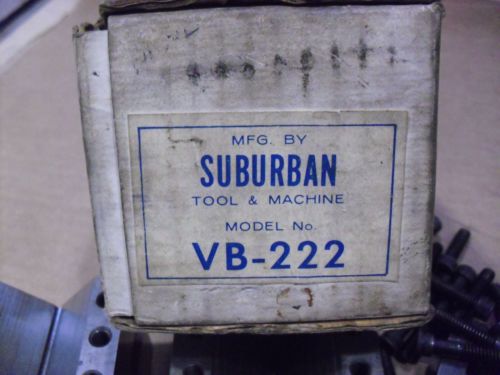 MFG. BY
SUBURBAN
TOOL & MACHINE
MODEL No.
VB-222